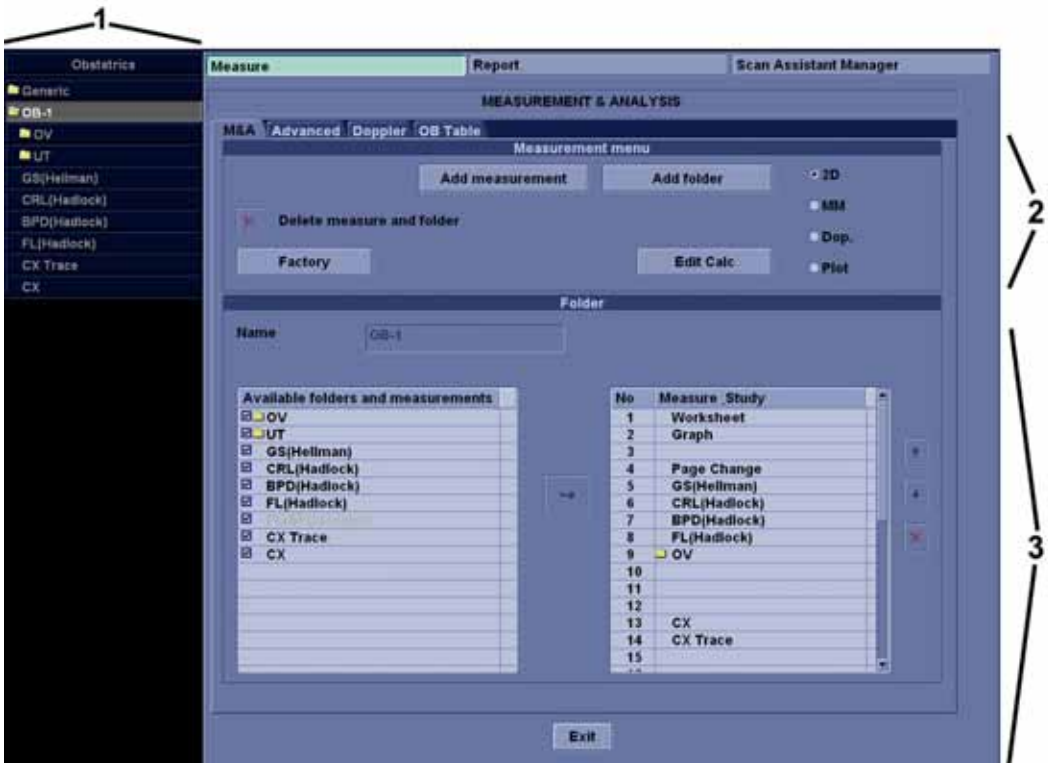 1
Obstetrics
Measure Report Scan Assistant Manager
Generic
OB-1
OV
UT
GS(Hellman)
CRL(Hadlock)
BPD(Hadlock)
FL(Hadlock)
CX Trace
CX
MEASUREMENT & ANALYSIS
M&A Advanced Doppler OB Table
Measurement menu
Add measurement Add folder 2D
MM
Delete measure and folder
Dop.
Factory Edit Calc Plot
2
Folder
Name OB-1
Available folders and measurements
OV
UT
GS(Hellman)
CRL(Hadlock)
BPD(Hadlock)
FL(Hadlock)
CX Trace
CX
No Measure_Study
1 Worksheet
2 Graph
3
4 Page Change
5 GS(Hellman)
6 CRL(Hadlock)
7 BPD(Hadlock)
8 FL(Hadlock)
9 OV
10
11
12
13 CX
14 CX Trace
15
3
Exit